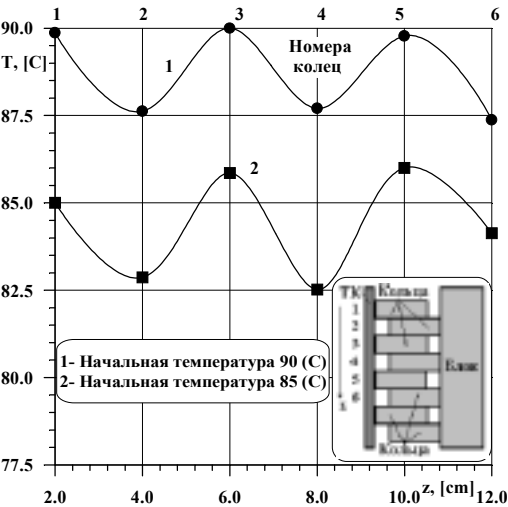 1 2 3 4 5 6
90.0
T, [C]
Номера
колец
1
87.5
2
85.0
82.5
80.0
77.5
1- Начальная температура 90 (С)
2- Начальная температура 85 (С)
ТК
Кольца
1
2
3
4
5
6
Блок
Кольца
2.0 4.0 6.0 8.0 10.0 z, [cm] 12.0